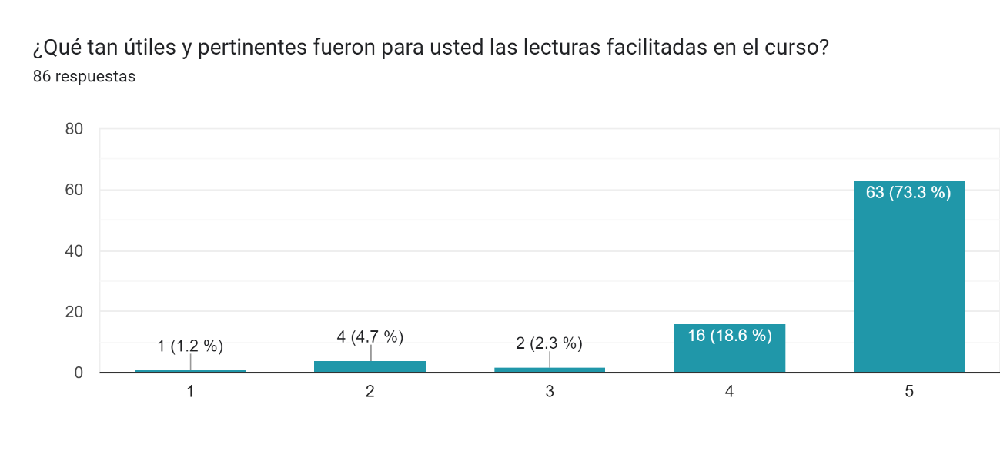 ¿Qué tan útiles y pertinentes fueron para usted las lecturas facilitadas en el curso?
86 respuestas
80
60
40
20
0
1 (1.2 %)
4 (4.7 %)
2 (2.3 %)
16 (18.6 %)
63 (73.3 %)
1
2
3
4
5